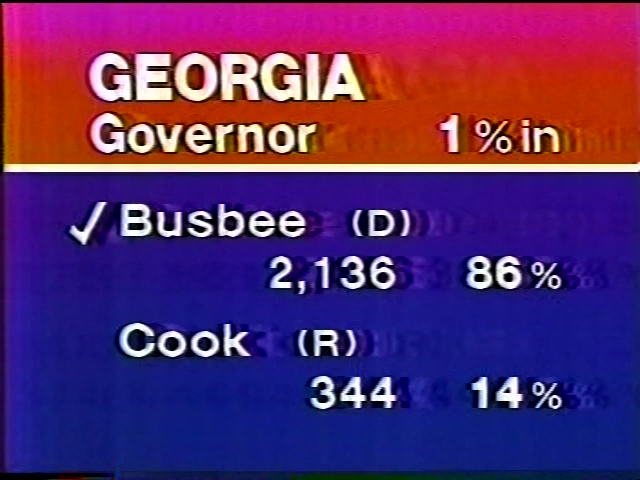 GEORGIA
Governor 1% in
✓ Busbee (D)
2,136 86%
Cook (R)
344 14%